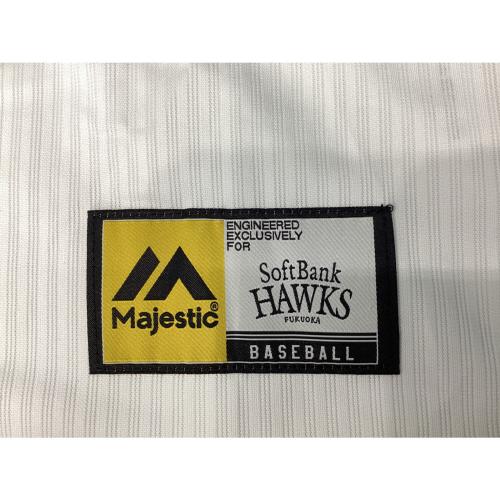 Majestic®
ENGINEERED
EXCLUSIVELY
FOR
SoftBank
HAWKS
FUKUOKA
BASEBALL